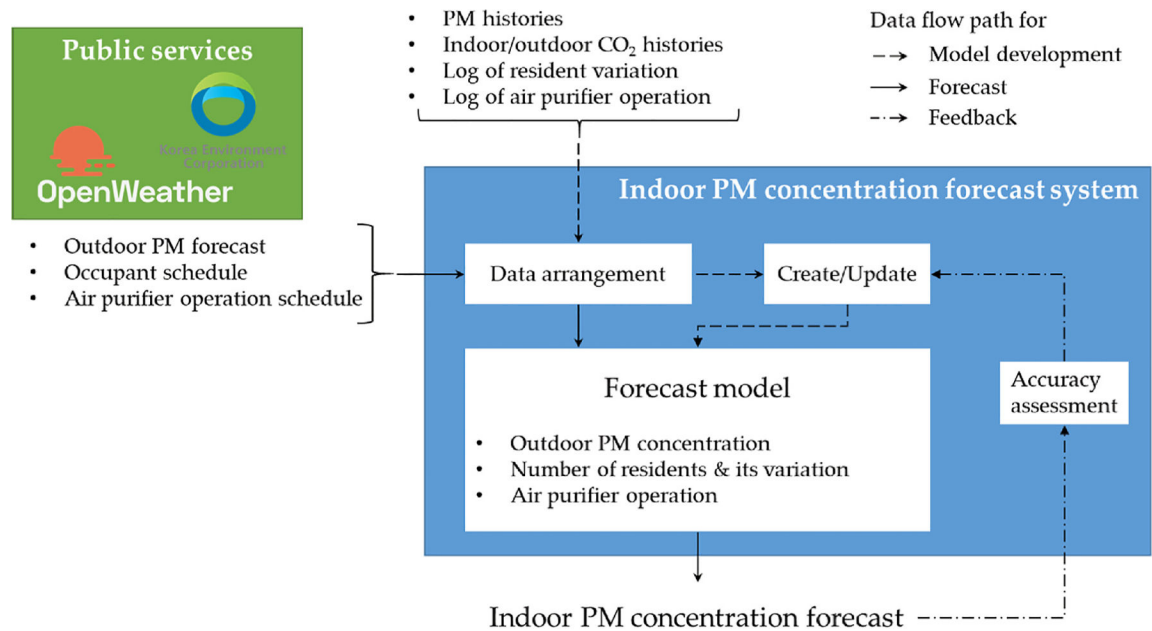 Public services
Korea Environment
Corporation
OpenWeather
• PM histories
• Indoor/outdoor CO₂ histories
• Log of resident variation
• Log of air purifier operation
Data flow path for
Model development
Forecast
Feedback
• Outdoor PM forecast
• Occupant schedule
• Air purifier operation schedule
Indoor PM concentration forecast system
Data arrangement
Create/Update
Forecast model
• Outdoor PM concentration
• Number of residents & its variation
• Air purifier operation
Accuracy
assessment
Indoor PM concentration forecast